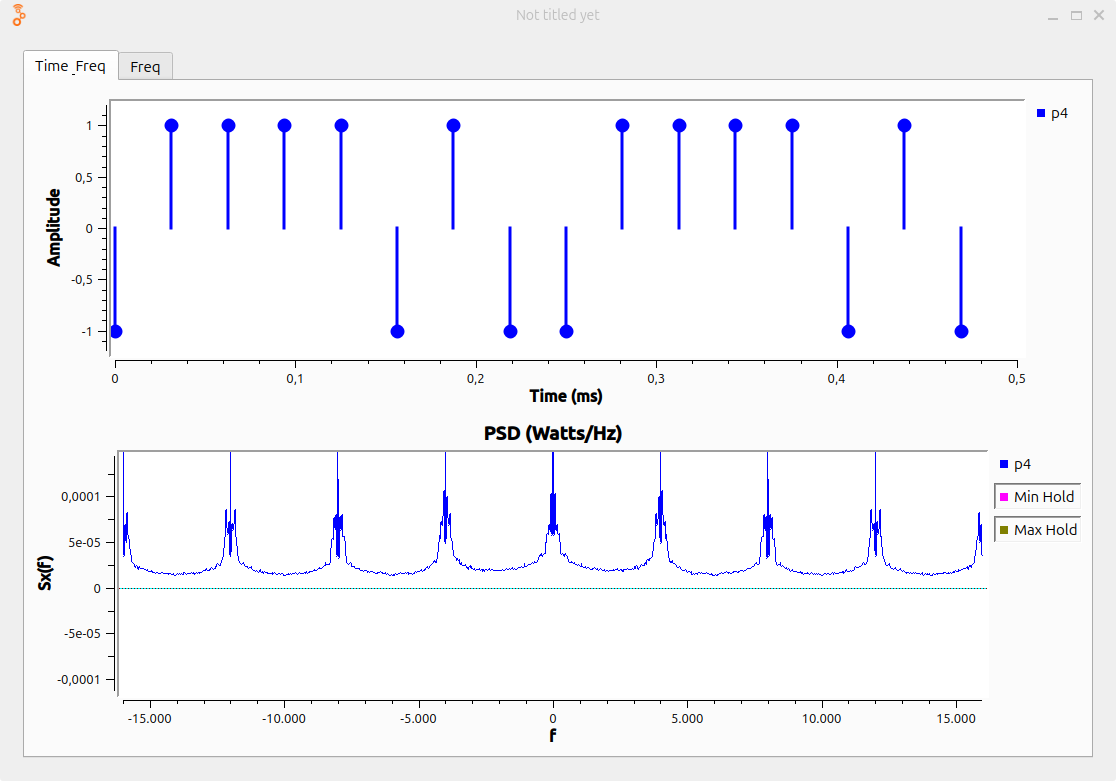 Not titled yet
Time_Freq
Freq
1
0,5
0
-0,5
-1
Amplitude
p4
0 0,1 0,2 0,3 0,4 0,5
Time (ms)
PSD (Watts/Hz)
0,0001
5e-05
0
-5e-05
-0,0001
Sx(f)
p4
Min Hold
Max Hold
-15.000 -10.000 -5.000 0 5.000 10.000 15.000
f